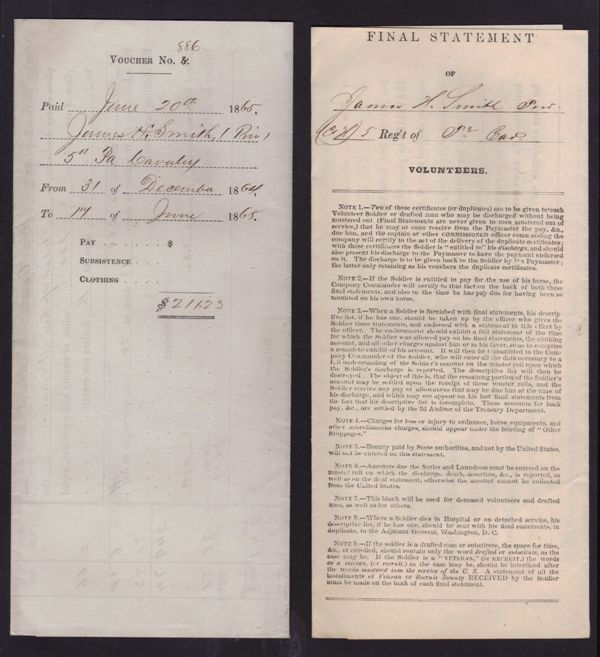 886
VOUCHER No. 5.
Paid June 20th 1865,
James H. Smith, (Priv)
5th Pa Cavalry
From 31 of December 1864,
To 14 of June 1865.
PAY . . . . . . . $
SUBSISTENCE .
CLOTHING . . . .
$211.23
FINAL STATEMENT
OF
James H. Smith Priv.
5 Reg't of Pa Cav.
VOLUNTEERS.
NOTE 1.—Two of these certificates (or duplicates) are to be given to each
Volunteer Soldier or drafted man who may be discharged without being
mustered out (Final Statements are never given to men mustered out of
service,) that he may at once receive from the Paymaster the pay, &c.,
due him, and the captain or other COMMISSIONED officer commanding the
company will certify to the act of the delivery of the duplicate certificates;
with these certificates the Soldier is "entitled to" his discharge, and should
also present his discharge to the Paymaster to have the payment endorsed
on it. The discharge is to be given back to the Soldier by the Paymaster;
the latter only retaining as his vouchers the duplicate certificates.
NOTE 2.—If the Soldier is entitled to pay for the use of his horse, the
Company Commander will certify to that fact on the back of both these
final statements, and also to the time he has pay due for having been so
mounted on his own horse.
NOTE 3.—When a Soldier is furnished with final statements, his descrip-
tive list, if he has one, should be taken up by the officer who gives the
Soldier these statements, and endorsed with a statement to this effect by
the officer. The endorsement should exhibit a full statement of the time
for which the Soldier was allowed pay on his final statements, the clothing
account, and all other charges against him or in his favor, so as to comprise
a complete exhibit of his account. It will then be transmitted to the Com-
pany Commander of the Soldier, who will enter all the data necessary to a
full understanding of the Soldier's account on the muster roll upon which
the Soldier's discharge is reported. The descriptive list will then be
destroyed. The object of this is, that the remaining portion of the Soldier's
account may be settled upon the receipt of these muster rolls, and the
Soldier receive any pay or allowances that may be due him at the time of
his discharge, and which may not appear on his last final statements from
the fact that his descriptive list is incomplete. These accounts for back
pay, &c., are settled by the 2d Auditor of the Treasury Department.
NOTE 4.—Charges for loss or injury to ordnance, horse equipments, and
other miscellaneous charges, should appear under the heading of "Other
Stoppages."
NOTE 5.—Bounty paid by State authorities, and not by the United States,
will not be entered on this statement.
NOTE 6.—Amounts due the Sutler and Laundress must be entered on the
muster roll on which the discharge, death, desertion, &c., is reported, as
well as on the final statement, otherwise the amount cannot be collected
from the United States.
NOTE 7.—This blank will be used for deceased volunteers and drafted
men, as well as for others.
NOTE 8.—Where a Soldier dies in Hospital or on detached service, his
descriptive list, if he has one, should be sent with his final statements, in
duplicate, to the Adjutant General, Washington, D. C.
NOTE 9.—If the soldier is a drafted man or substitute, the space for time,
&c., of enrolled, should contain only the word drafted or substitute, as the
case may be. If the Soldier is a "VETERAN," (or RECRUIT,) the words
as a veteran, (or recruit,) as the case may be, should be interlined after
the words mustered into the service of the U. S. A statement of all the
installments of Veteran or Recruit Bounty RECEIVED by the Soldier
must be made on the back of each final statement.